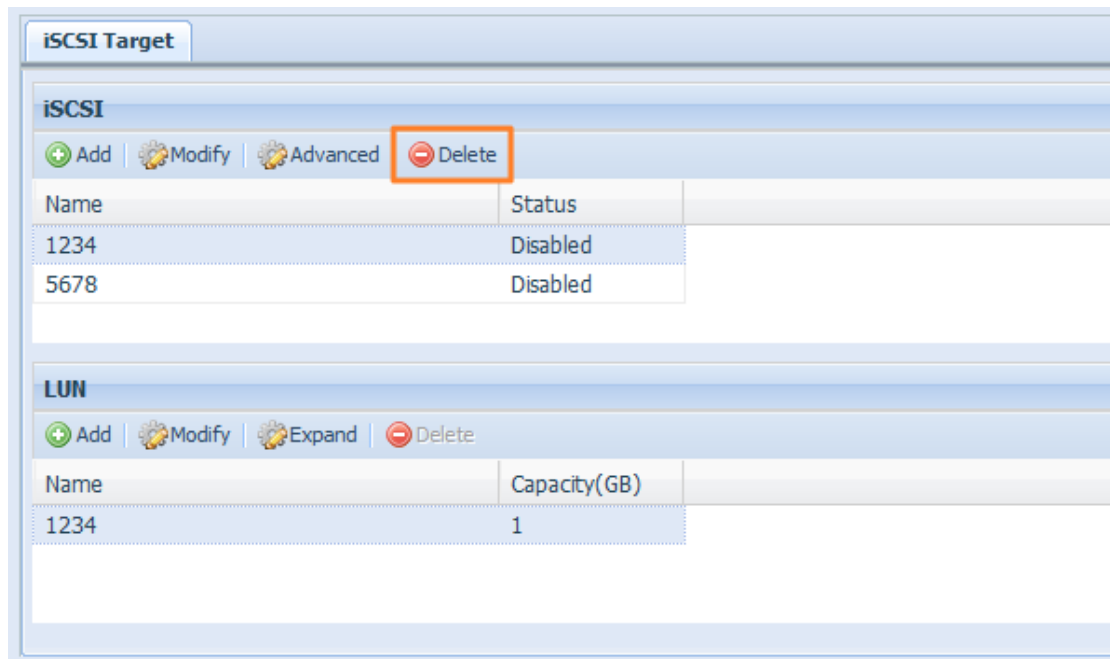 iSCSI Target
iSCSI
Add Modify Advanced Delete
Name Status
1234 Disabled
5678 Disabled
LUN
Add Modify Expand Delete
Name Capacity(GB)
1234 1